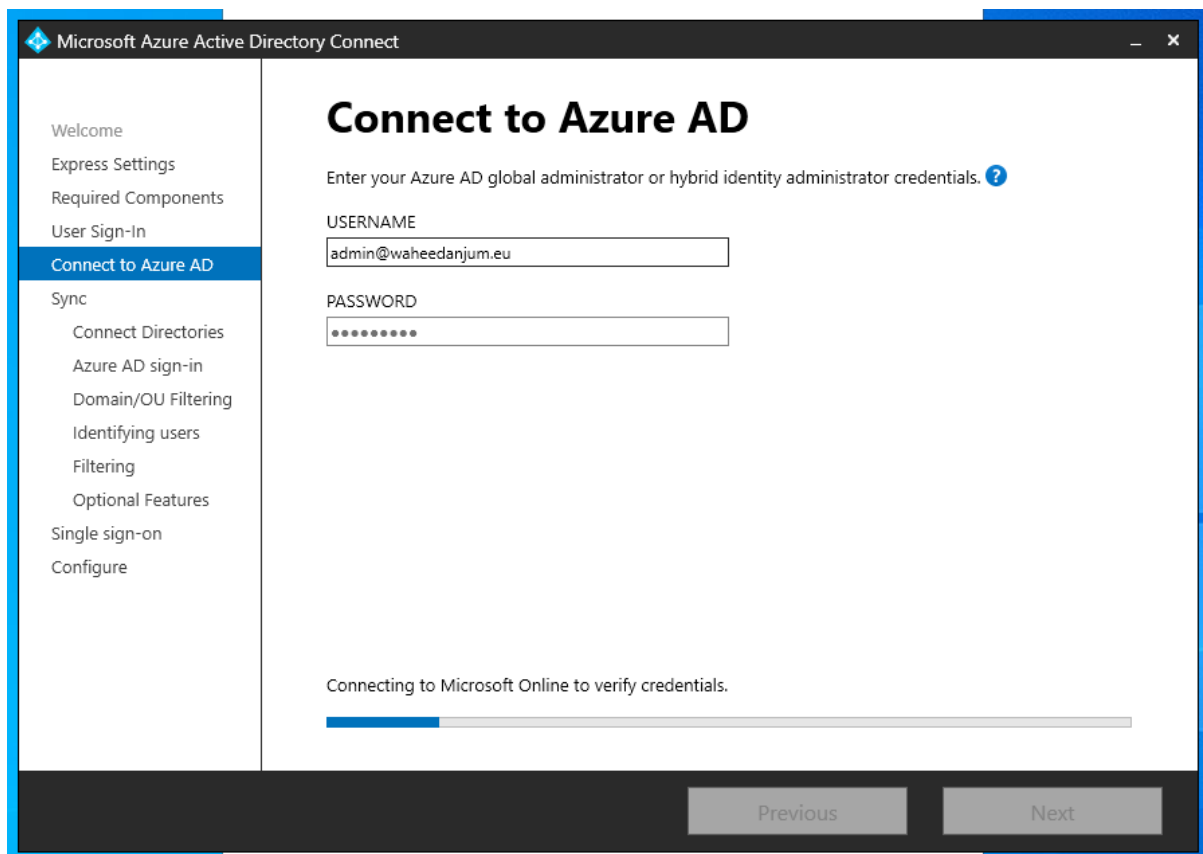 Microsoft Azure Active Directory Connect
Welcome
Express Settings
Required Components
User Sign-In
Connect to Azure AD
Sync
Connect Directories
Azure AD sign-in
Domain/OU Filtering
Identifying users
Filtering
Optional Features
Single sign-on
Configure
Connect to Azure AD
Enter your Azure AD global administrator or hybrid identity administrator credentials. ?
USERNAME
admin@waheedanjum.eu
PASSWORD
•••••••••
Connecting to Microsoft Online to verify credentials.
Previous
Next